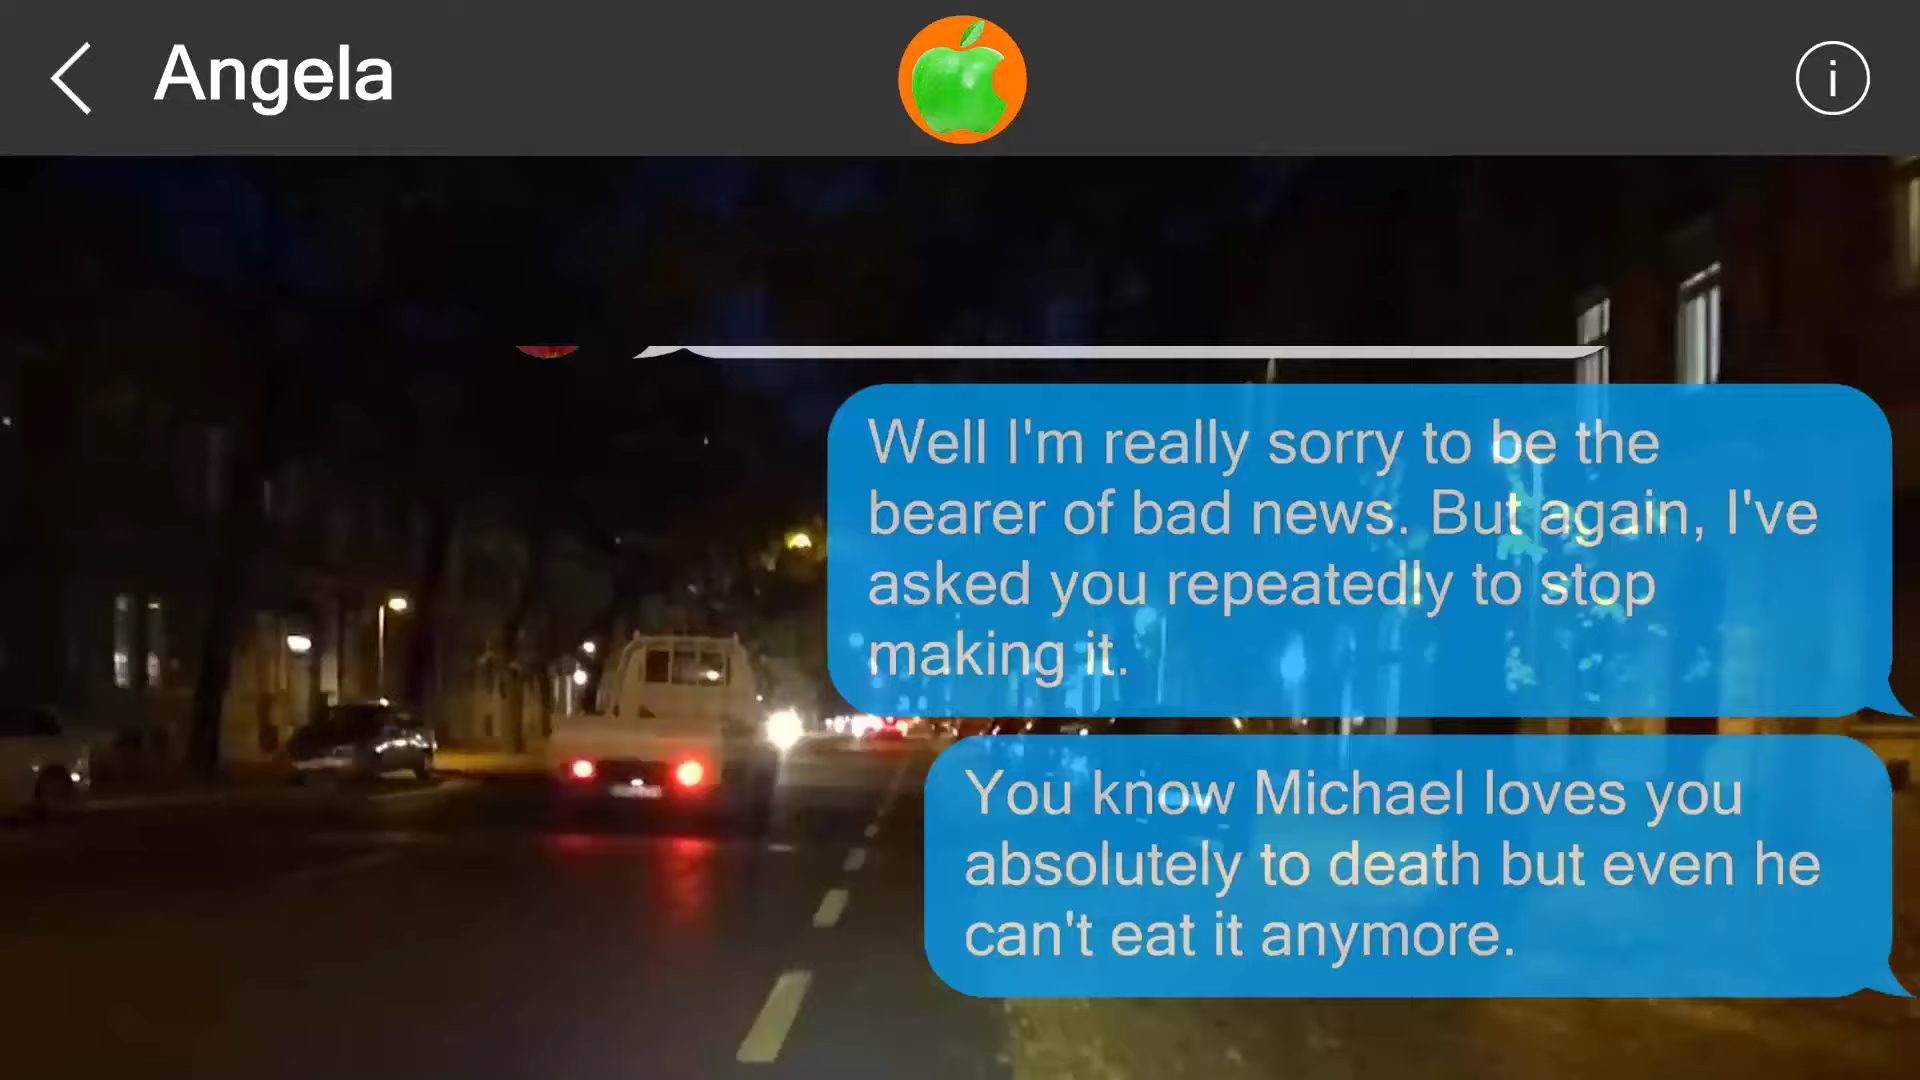 Angela
Well I'm really sorry to be the
bearer of bad news. But again, I've
asked you repeatedly to stop
making it.
You know Michael loves you
absolutely to death but even he
can't eat it anymore.